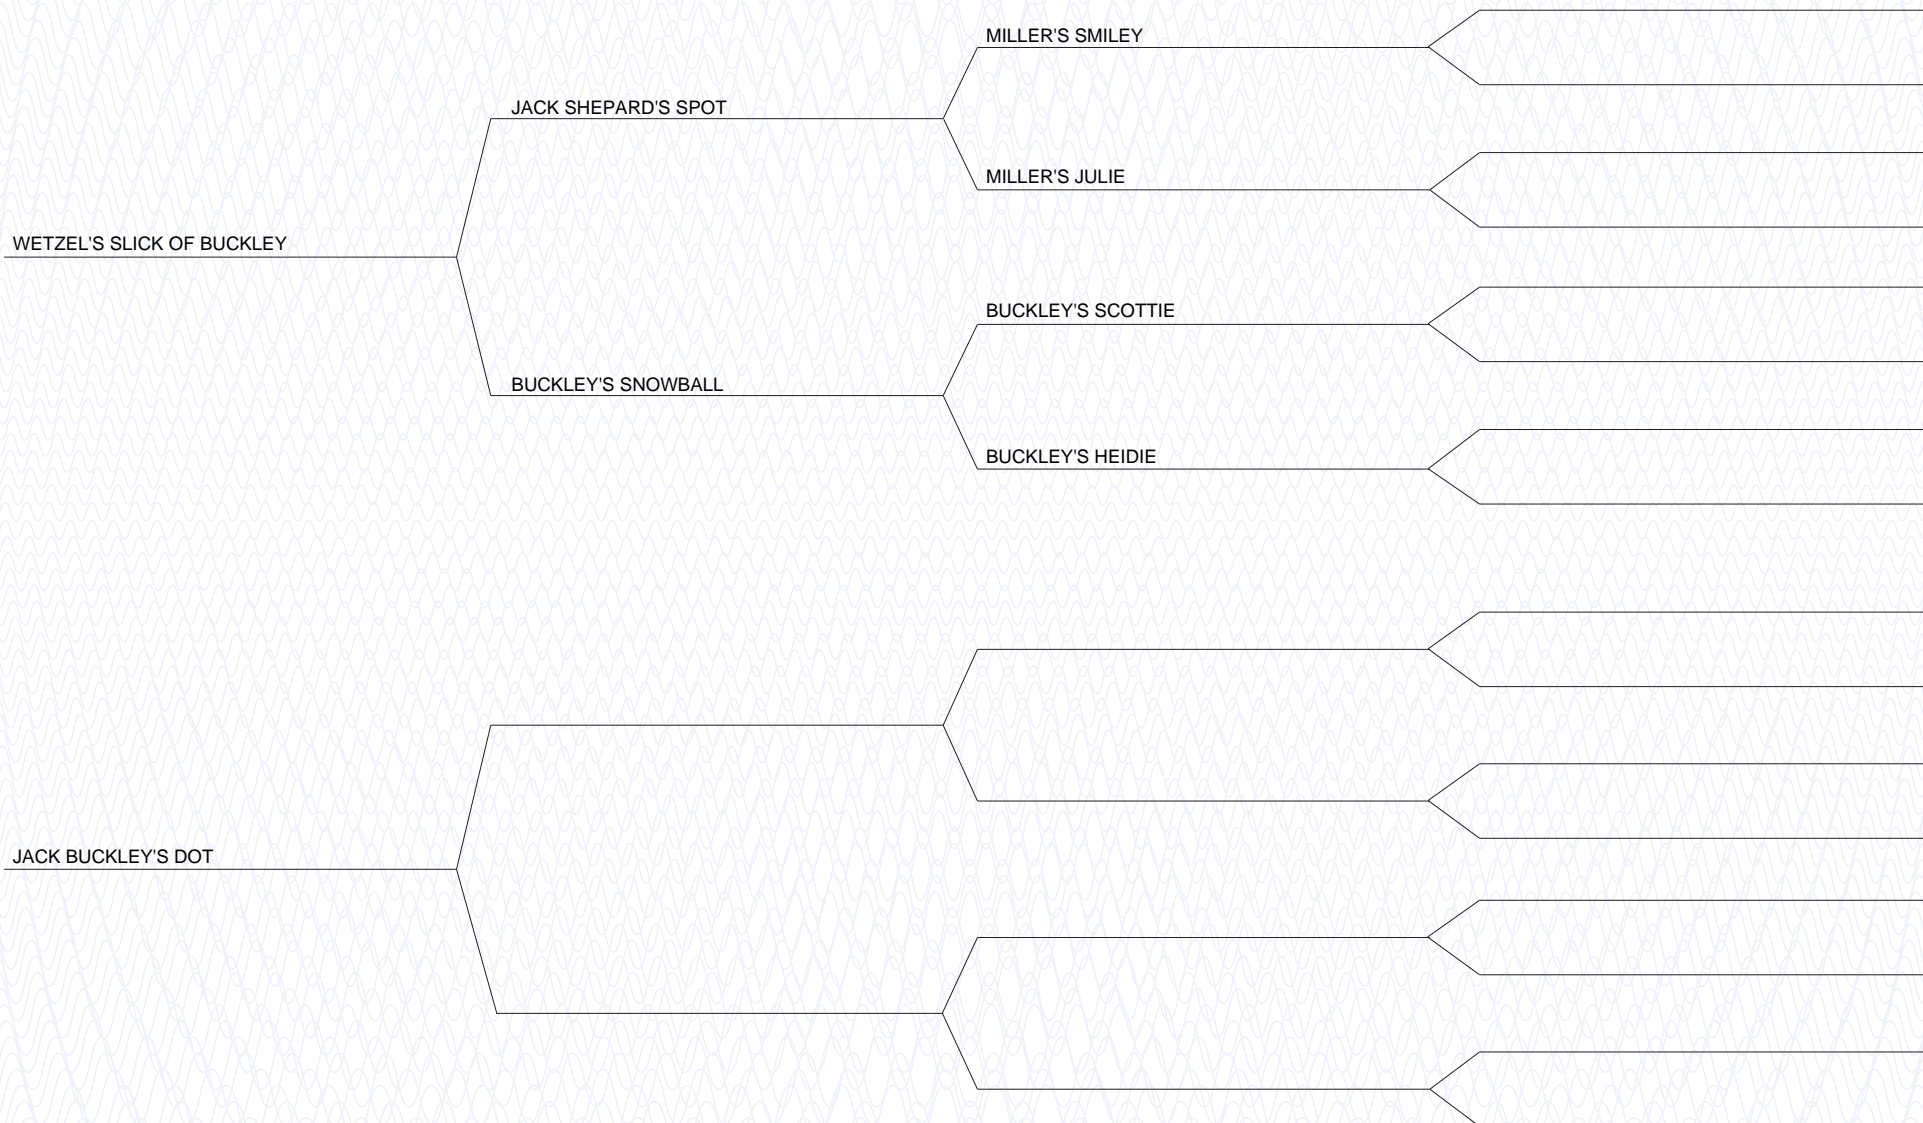 MILLER'S SMILEY
JACK SHEPARD'S SPOT
MILLER'S JULIE
WETZEL'S SLICK OF BUCKLEY
BUCKLEY'S SCOTTIE
BUCKLEY'S SNOWBALL
BUCKLEY'S HEIDIE
JACK BUCKLEY'S DOT